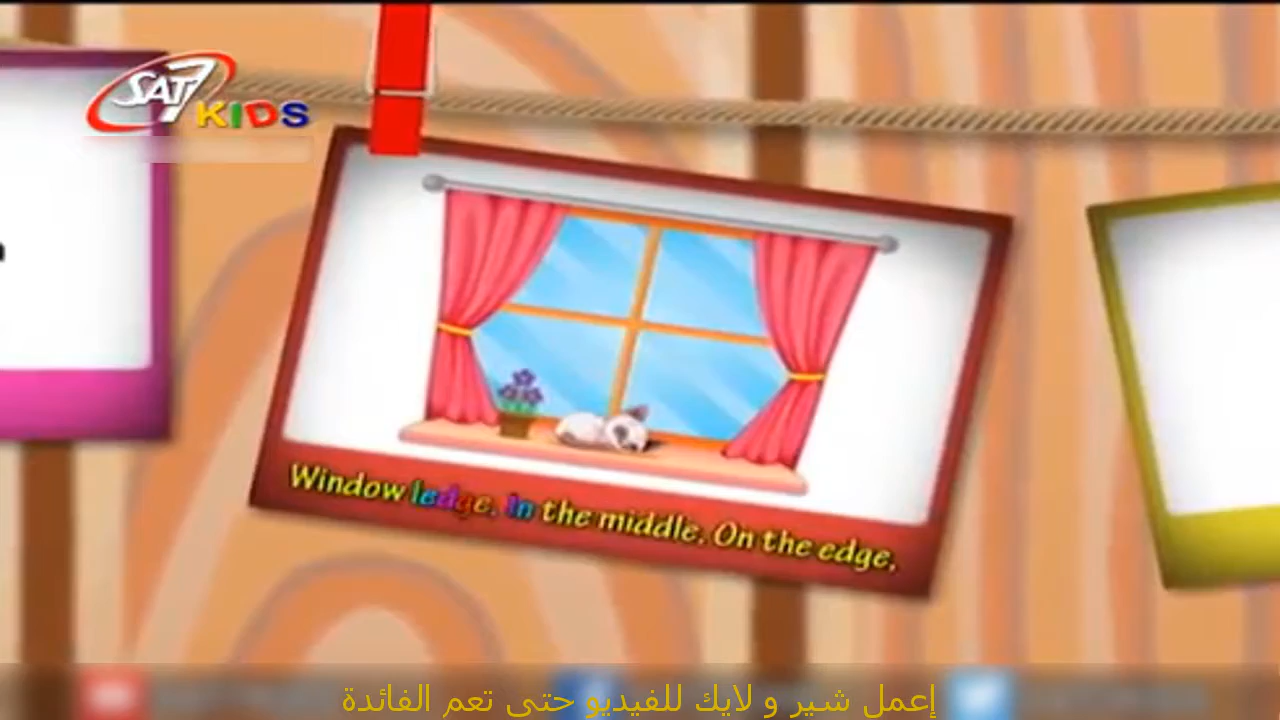 SAT7
KIDS
Window ledge. In the middle. On the edge.
إعمل شير و لايك للفيديو حتى تعم الفائدة